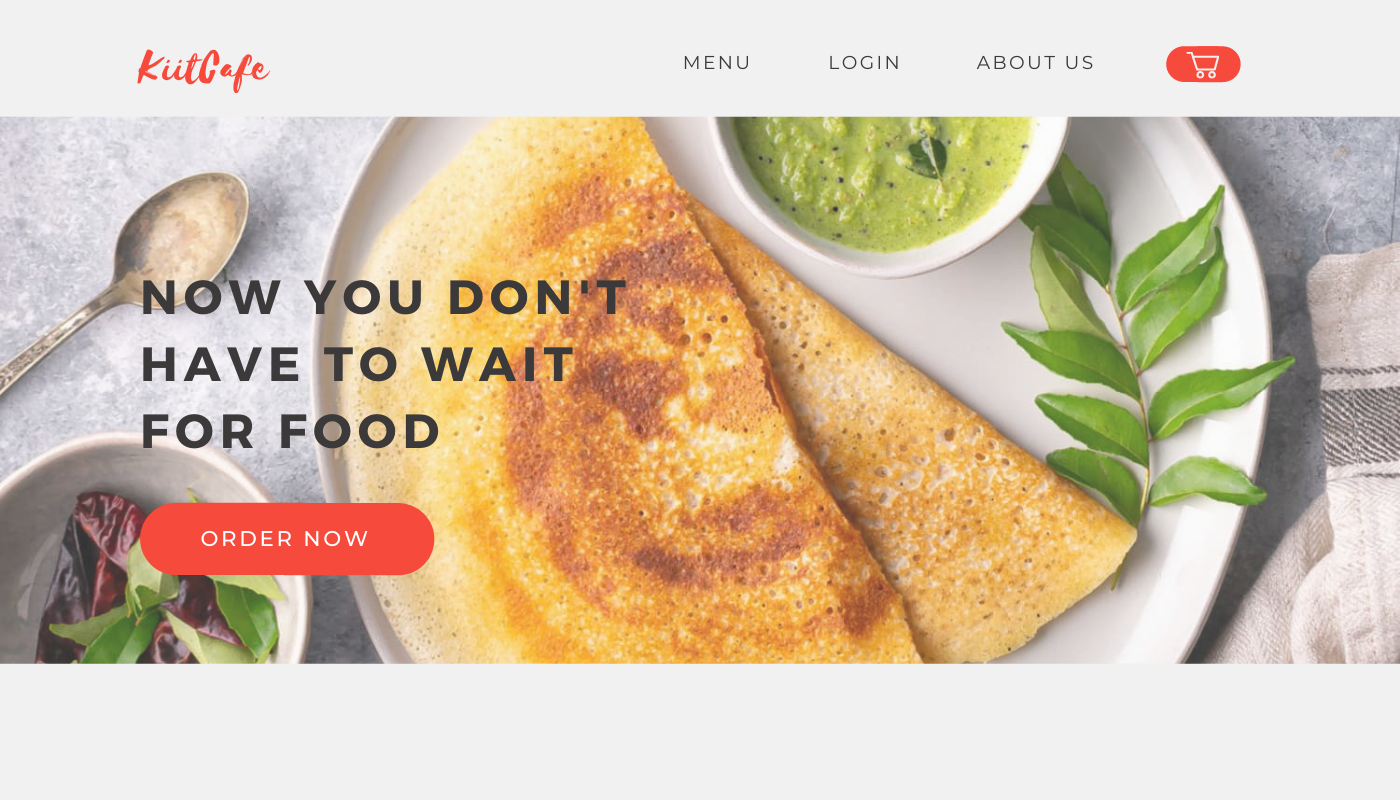 KiitCafe
MENU LOGIN ABOUT US
NOW YOU DON'T
HAVE TO WAIT
FOR FOOD
ORDER NOW